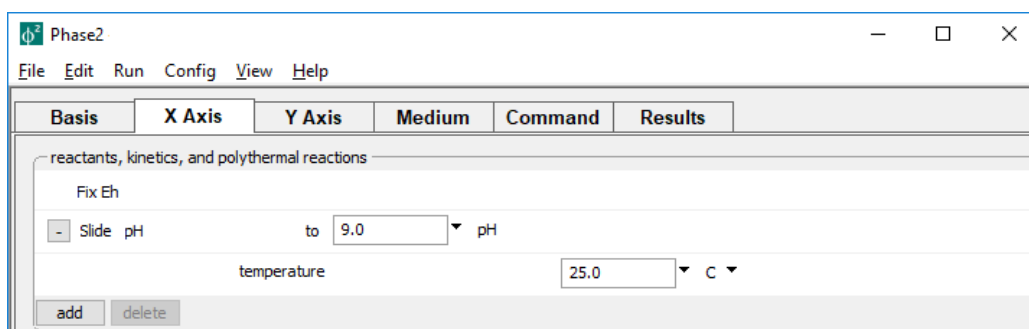 ϕ² Phase2
File Edit Run Config View Help
Basis X Axis Y Axis Medium Command Results
reactants, kinetics, and polythermal reactions
Fix Eh
- Slide pH to 9.0 pH
temperature 25.0 C
add delete